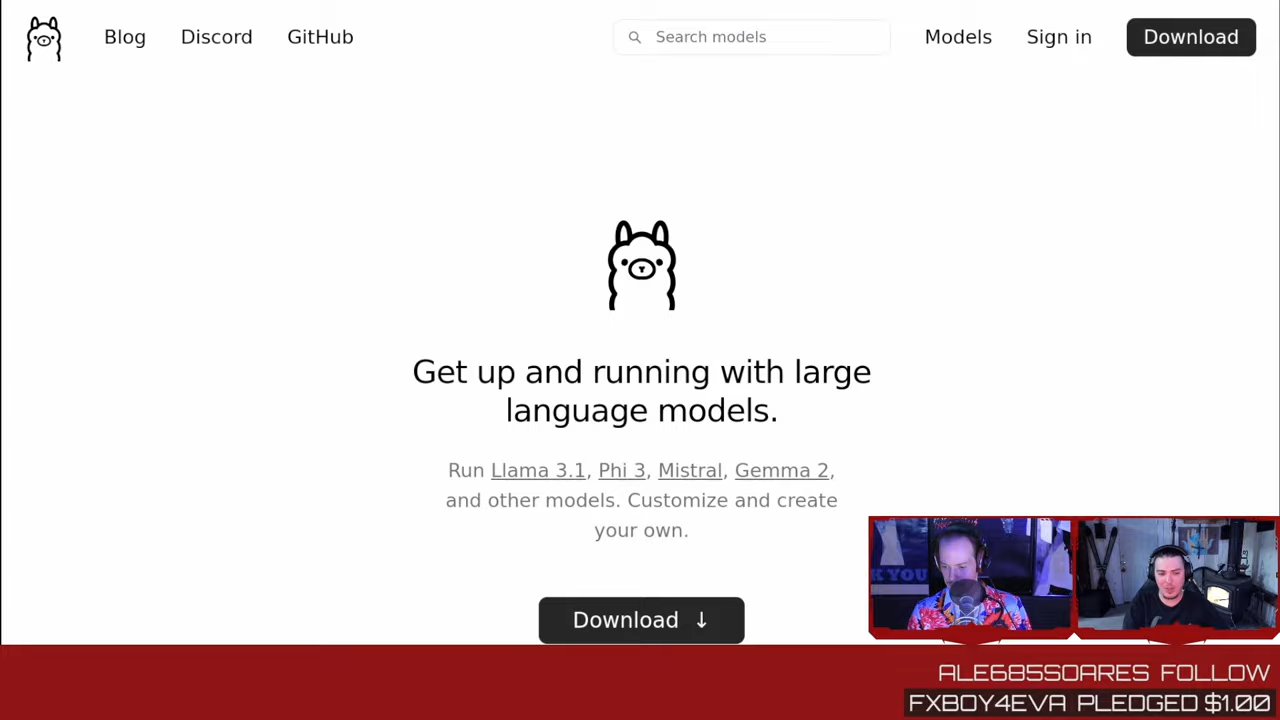 Blog Discord GitHub Search models Models Sign in Download
Get up and running with large
language models.
Run Llama 3.1, Phi 3, Mistral, Gemma 2,
and other models. Customize and create
your own.
Download ↓
K YOU
ALE685SOARES FOLLOW
FXBOY4EVA PLEDGED $1.00